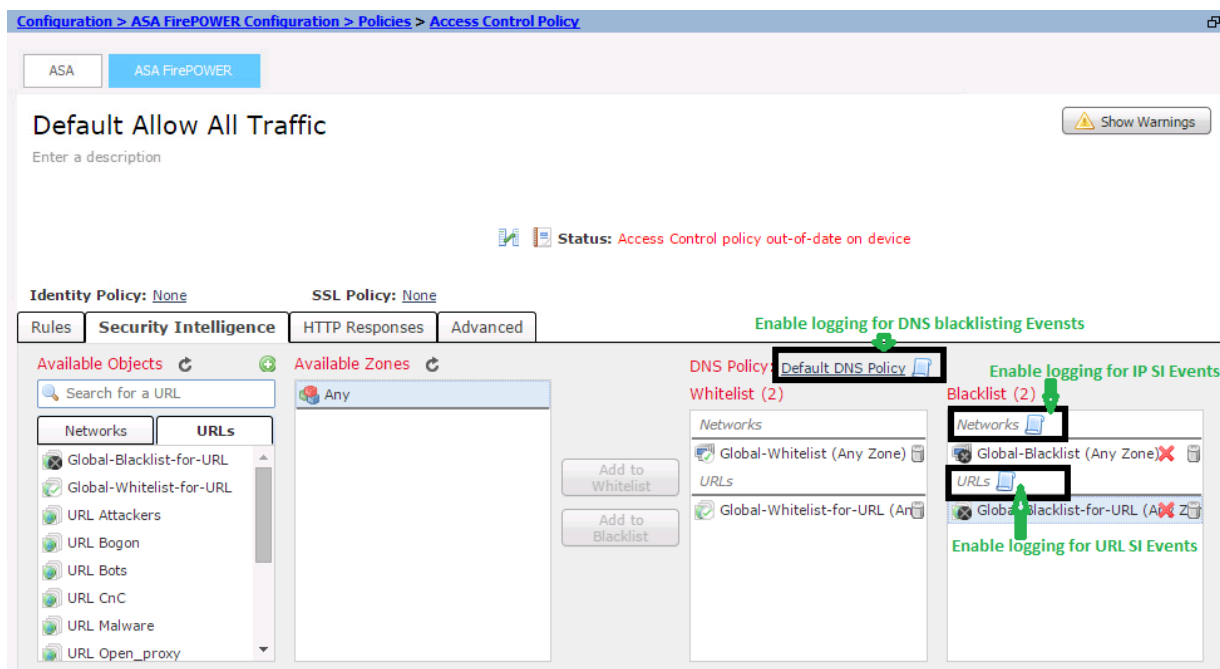 Configuration > ASA FirePOWER Configuration > Policies > Access Control Policy
ASA
ASA FirePOWER
Default Allow All Traffic
Show Warnings
Enter a description
Status: Access Control policy out-of-date on device
Identity Policy: None
SSL Policy: None
Rules
Security Intelligence
HTTP Responses
Advanced
Enable logging for DNS blacklisting Evensts
Available Objects
Available Zones
DNS Policy: Default DNS Policy
Enable logging for IP SI Events
Search for a URL
Any
Whitelist (2)
Blacklist (2)
Networks
URLs
Networks
Networks
Global-Blacklist-for-URL
Global-Whitelist (Any Zone)
Global-Blacklist (Any Zone)
Global-Whitelist-for-URL
Add to Whitelist
URLs
URLs
URL Attackers
Add to Blacklist
Global-Whitelist-for-URL (An
Global-Blacklist-for-URL (Any Z
URL Bogon
Enable logging for URL SI Events
URL Bots
URL CnC
URL Malware
URL Open_proxy